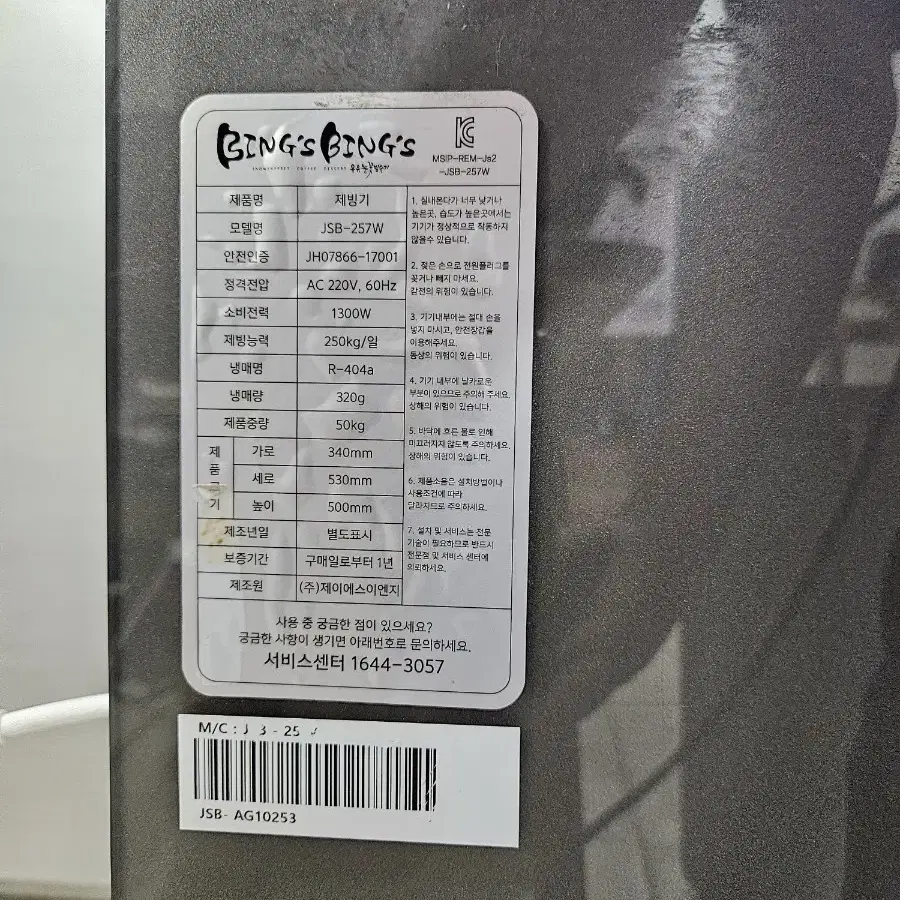 BING'S BING'S
MSIP-REM-Js2
-JSB-257W
제품명 제빙기
모델명 JSB-257W
안전인증 JH07866-17001
정격전압 AC 220V, 60Hz
소비전력 1300W
제빙능력 250kg/일
냉매명 R-404a
냉매량 320g
제품중량 50kg
제품 기
가로 340mm
세로 530mm
높이 500mm
제조년일 별도표시
보증기간 구매일로부터 1년
제조원 (주)제이에스이엔지
1. 실내온다가 너무 낮거나
높은곳, 습도가 높은곳에서는
기기가 정상적으로 작동하지
않을수 있습니다.
2. 젖은 손으로 전원플러그를
꽂거나 빼지 마세요.
감전의 위험이 있습니다.
3. 기기내부에는 절대 손을
넣지 마시고, 안전장갑을
이용해주세요.
동상의 위험이 있습니다.
4. 기기 내부에 날카로운
부분이 있으므로 주의하 주세요.
상해의 위험이 있습니다.
5. 바닥에 흐른 물로 인해
미끄러지지 않도록 주의하세요.
상해의 위험이 있습니다.
6. 제품소음은 설치방법이나
사용조건에 따라
달라지므로 주의하세요.
7. 설치 및 서비스는 전문
기술이 필요하므로 반드시
전문점 및 서비스 센터에
의뢰하세요.
사용 중 궁금한 점이 있으세요?
궁금한 사항이 생기면 아래번호로 문의하세요.
서비스센터 1644-3057
M/C : J 3 - 25
JSB- AG10253